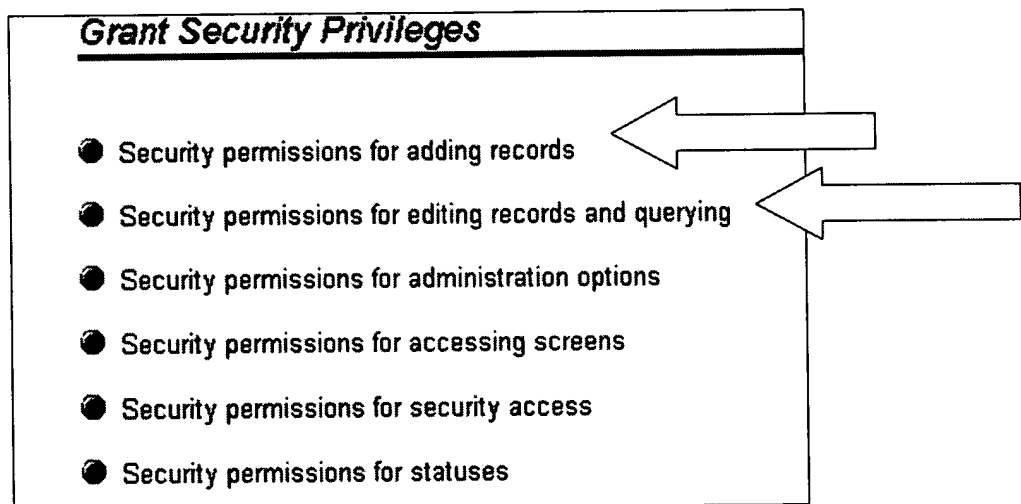 Grant Security Privileges
Security permissions for adding records
Security permissions for editing records and querying
Security permissions for administration options
Security permissions for accessing screens
Security permissions for security access
Security permissions for statuses